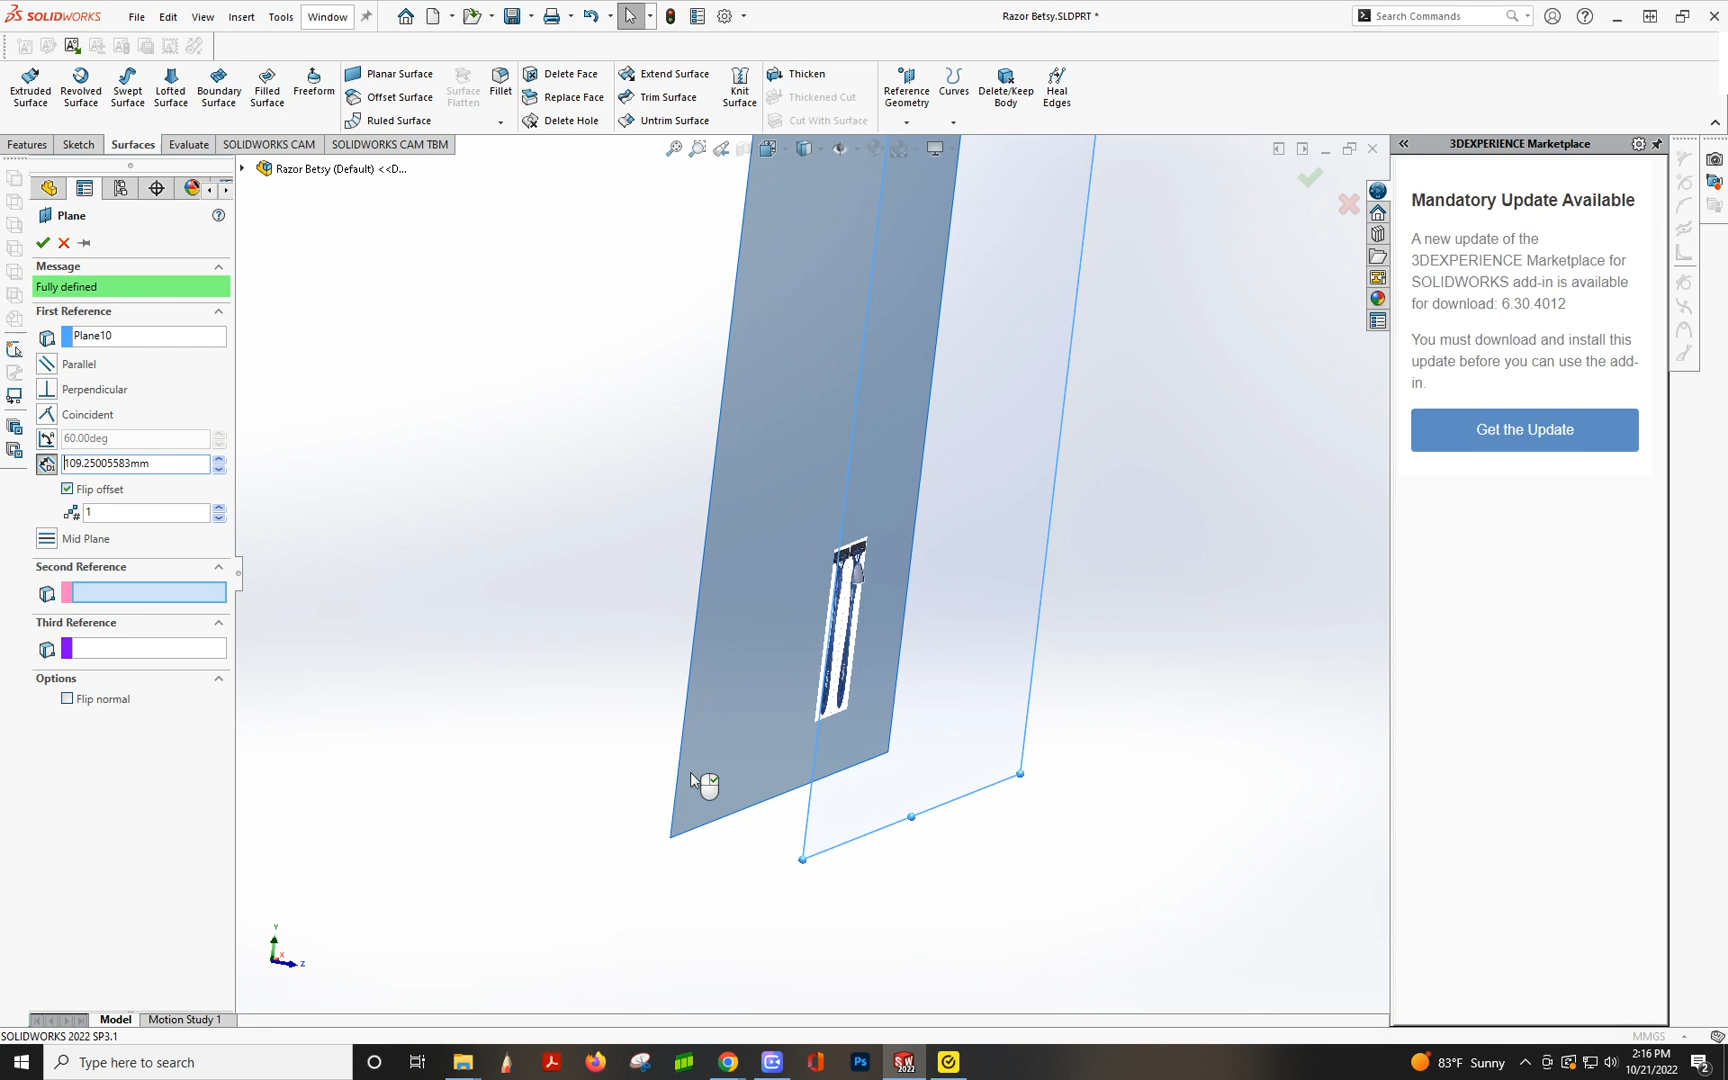 SOLIDWORKS File Edit View Insert Tools Window
Razor Betsy.SLDPRT *
Search Commands
Extruded Surface
Revolved Surface
Swept Surface
Lofted Surface
Boundary Surface
Filled Surface
Freeform
Planar Surface
Offset Surface
Ruled Surface
Surface Flatten
Fillet
Delete Face
Replace Face
Delete Hole
Extend Surface
Trim Surface
Untrim Surface
Knit Surface
Thicken
Thickened Cut
Cut With Surface
Reference Geometry
Curves
Delete/Keep Body
Heal Edges
Features Sketch Surfaces Evaluate SOLIDWORKS CAM SOLIDWORKS CAM TBM
Razor Betsy (Default) <<D...
Plane
Message
Fully defined
First Reference
Plane10
Parallel
Perpendicular
Coincident
60.00deg
109.25005583mm
Flip offset
1
Mid Plane
Second Reference
Third Reference
Options
Flip normal
Y
X
Z
3DEXPERIENCE Marketplace
Mandatory Update Available
A new update of the
3DEXPERIENCE Marketplace for
SOLIDWORKS add-in is available
for download: 6.30.4012
You must download and install this
update before you can use the add-
in.
Get the Update
Model Motion Study 1
SOLIDWORKS 2022 SP3.1
MMGS
Type here to search
Ps
SW
2022
83°F Sunny
2:16 PM
10/21/2022
2